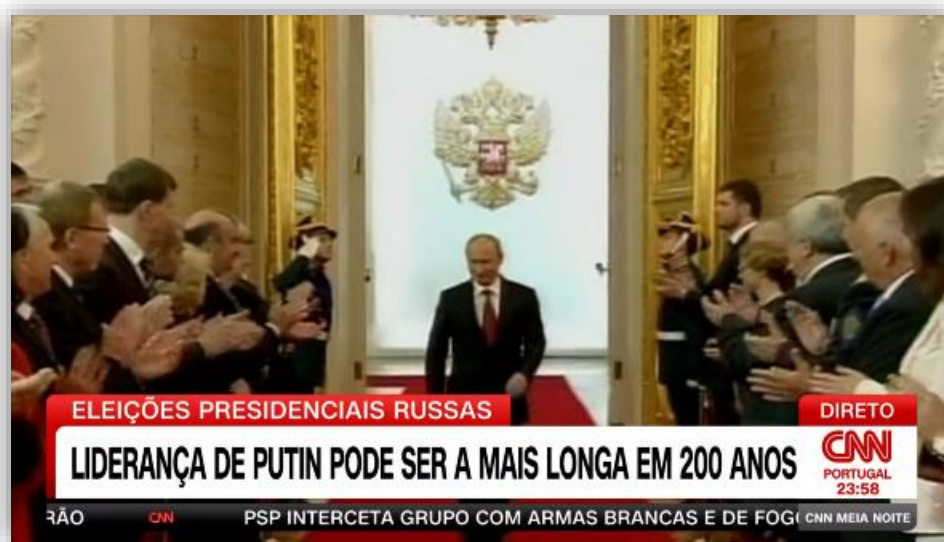 ELEIÇÕES PRESIDENCIAIS RUSSAS
DIRETO
LIDERANÇA DE PUTIN PODE SER A MAIS LONGA EM 200 ANOS
CNN
PORTUGAL
23:58
RÃO CNN PSP INTERCETA GRUPO COM ARMAS BRANCAS E DE FOG
CNN MEIA NOITE